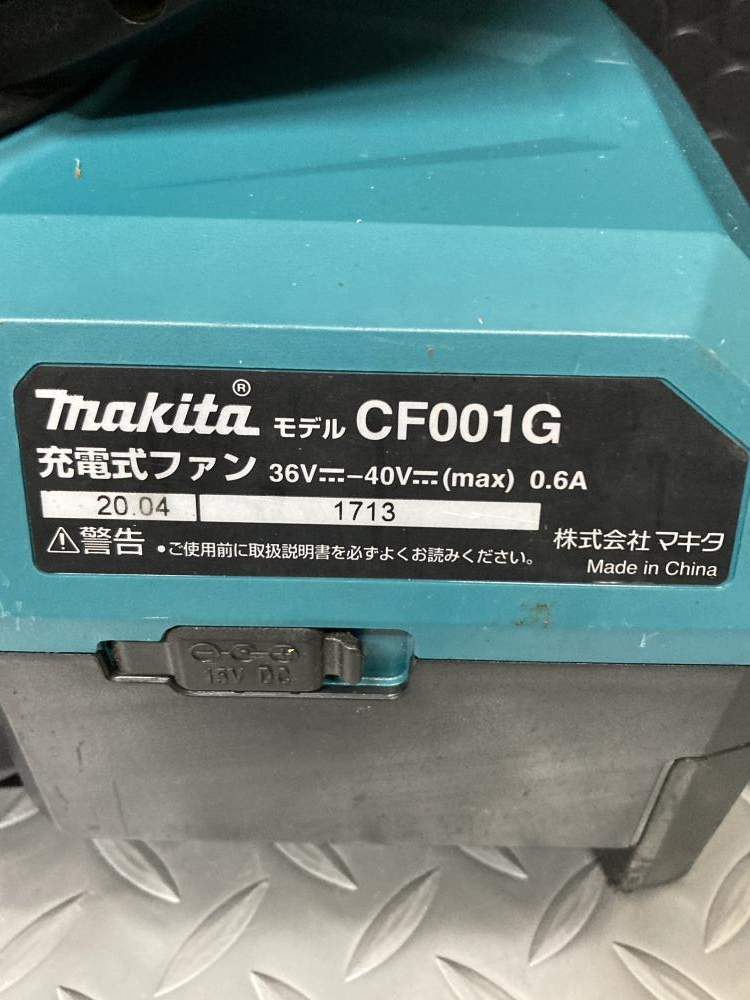 makita® モデル CF001G
充電式ファン 36V⎓–40V⎓(max) 0.6A
20.04 1713
⚠警告 •ご使用前に取扱説明書を必ずよくお読みください。
株式会社マキタ
Made in China
15V DC